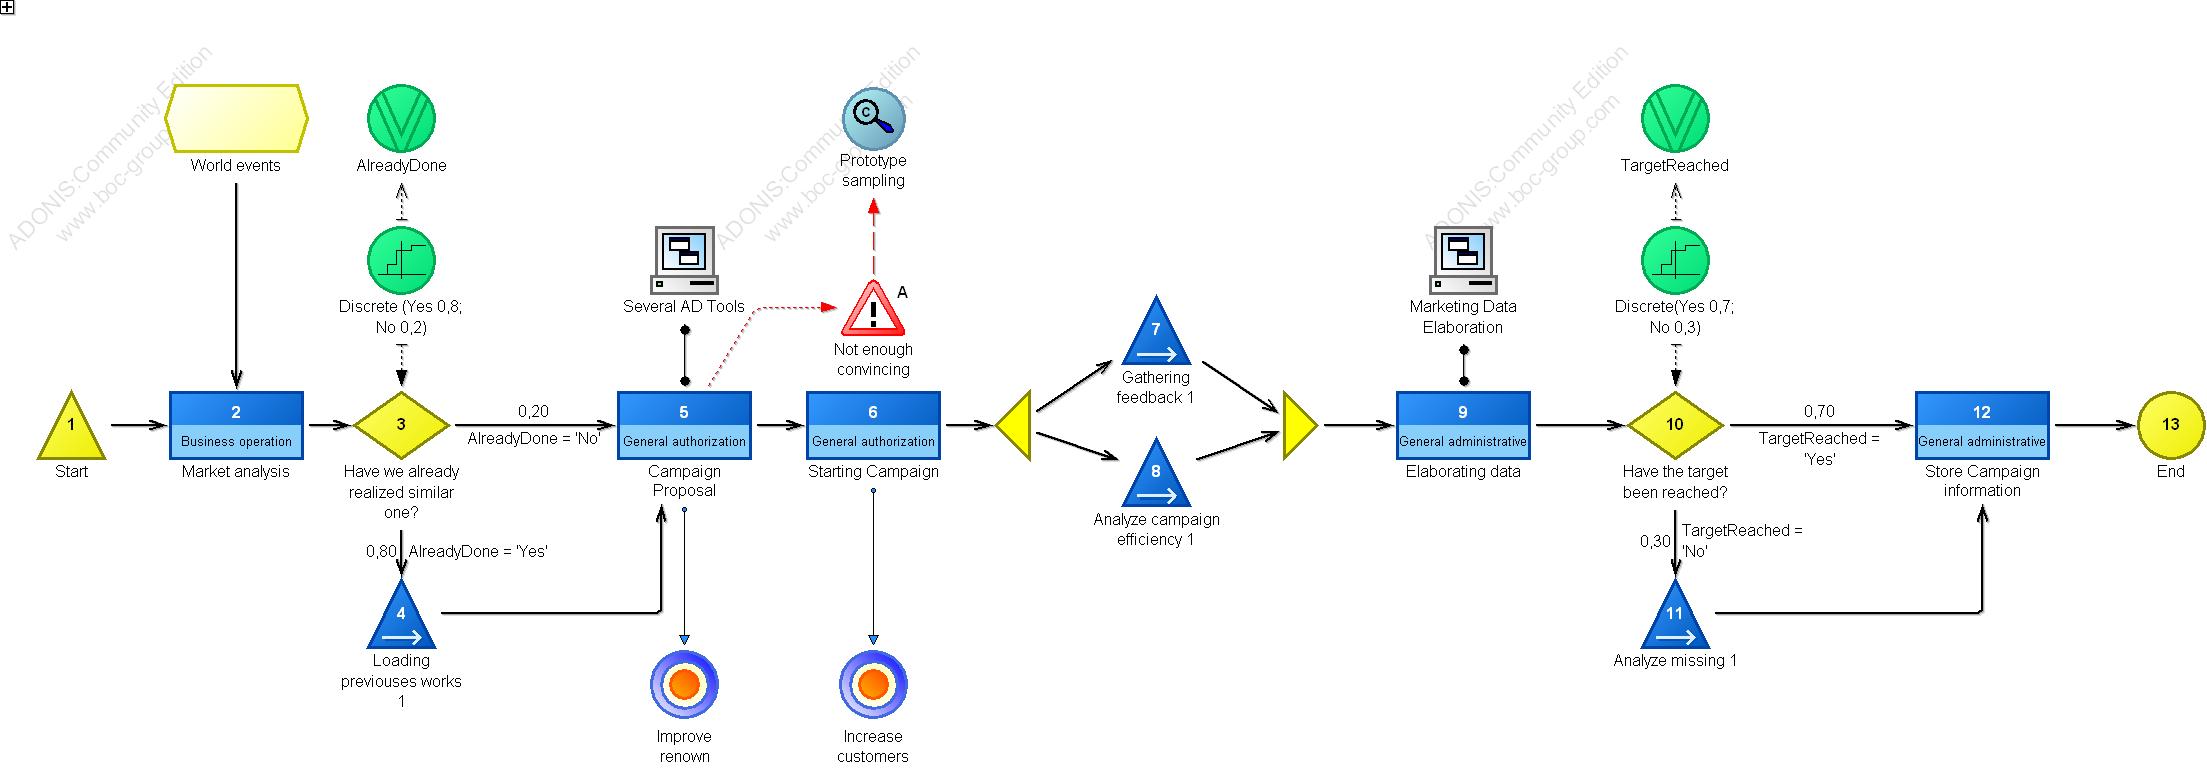 ADONIS:Community Edition
www.boc-group.com
ADONIS:Community Edition
www.boc-group.com
ADONIS:Community Edition
www.boc-group.com
World events
AlreadyDone
Discrete (Yes 0,8;
No 0,2)
C
Prototype
sampling
Several AD Tools
A
Not enough
convincing
Marketing Data
Elaboration
TargetReached
Discrete(Yes 0,7;
No 0,3)
1
Start
2
Business operation
Market analysis
3
Have we already
realized similar
one?
0,20
AlreadyDone = 'No'
0,80
AlreadyDone = 'Yes'
4
Loading
previouses works
1
5
General authorization
Campaign
Proposal
Improve
renown
6
General authorization
Starting Campaign
Increase
customers
7
Gathering
feedback 1
8
Analyze campaign
efficiency 1
9
General administrative
Elaborating data
10
Have the target
been reached?
0,70
TargetReached =
'Yes'
0,30
TargetReached =
'No'
11
Analyze missing 1
12
General administrative
Store Campaign
information
13
End